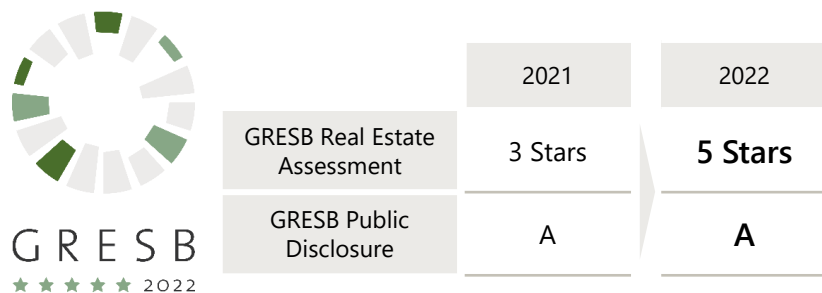 2021
2022
GRESB Real Estate
Assessment
3 Stars
5 Stars
GRESB Public
Disclosure
A
A
GRESB
★★★★★ 2022